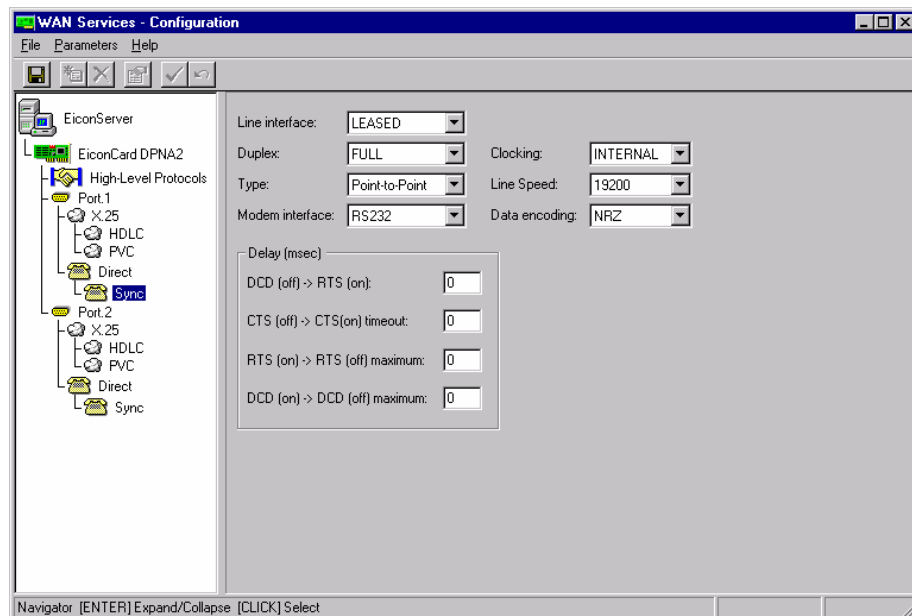 WAN Services - Configuration
File Parameters Help
EiconServer
EiconCard DPNA2
High-Level Protocols
Port.1
X.25
HDLC
PVC
Direct
Sync
Port.2
X.25
HDLC
PVC
Direct
Sync
Line interface: LEASED
Duplex: FULL Clocking: INTERNAL
Type: Point-to-Point Line Speed: 19200
Modem interface: RS232 Data encoding: NRZ
Delay (msec)
DCD (off) -> RTS (on): 0
CTS (off) -> CTS(on) timeout: 0
RTS (on) -> RTS (off) maximum: 0
DCD (on) -> DCD (off) maximum: 0
Navigator [ENTER] Expand/Collapse [CLICK] Select